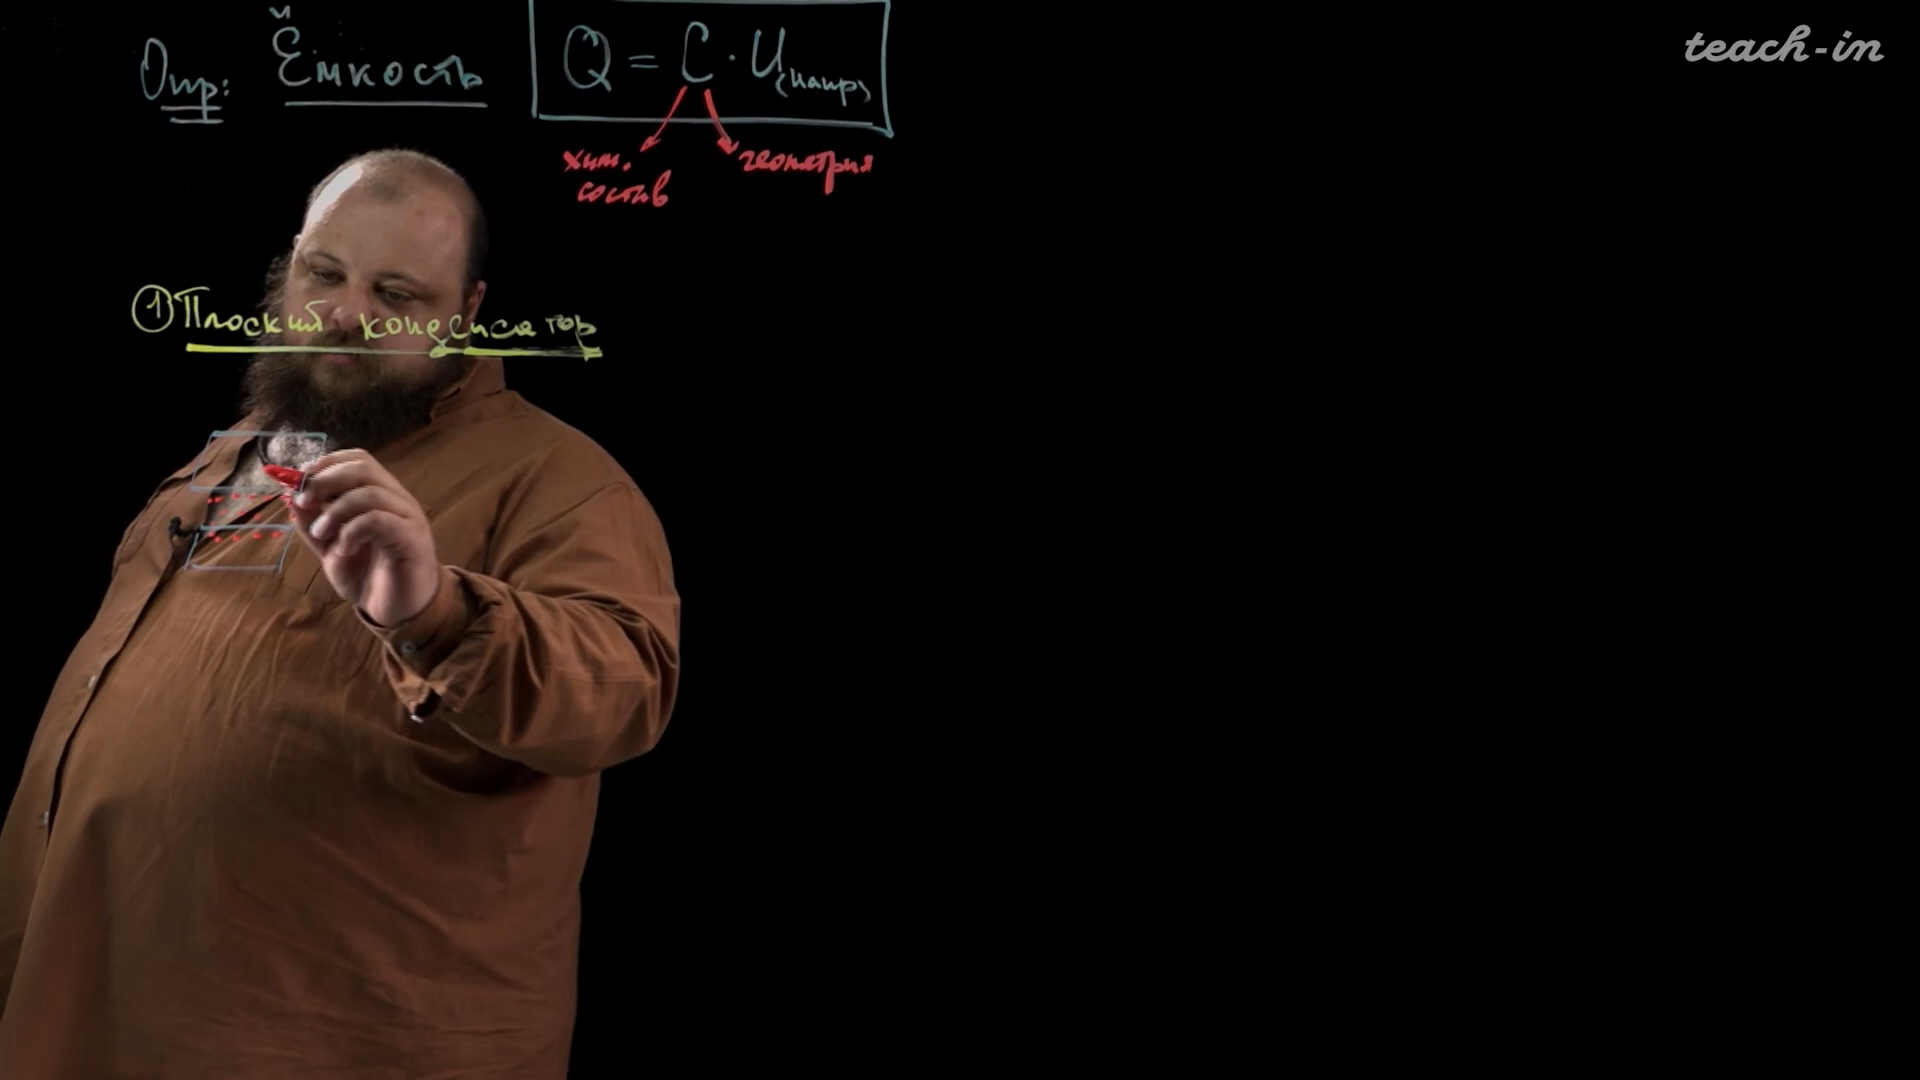 teach-in
Опр: Ёмкость Q = C · U(напр)
хим. геометрия
состав
① Плоский конденсатор